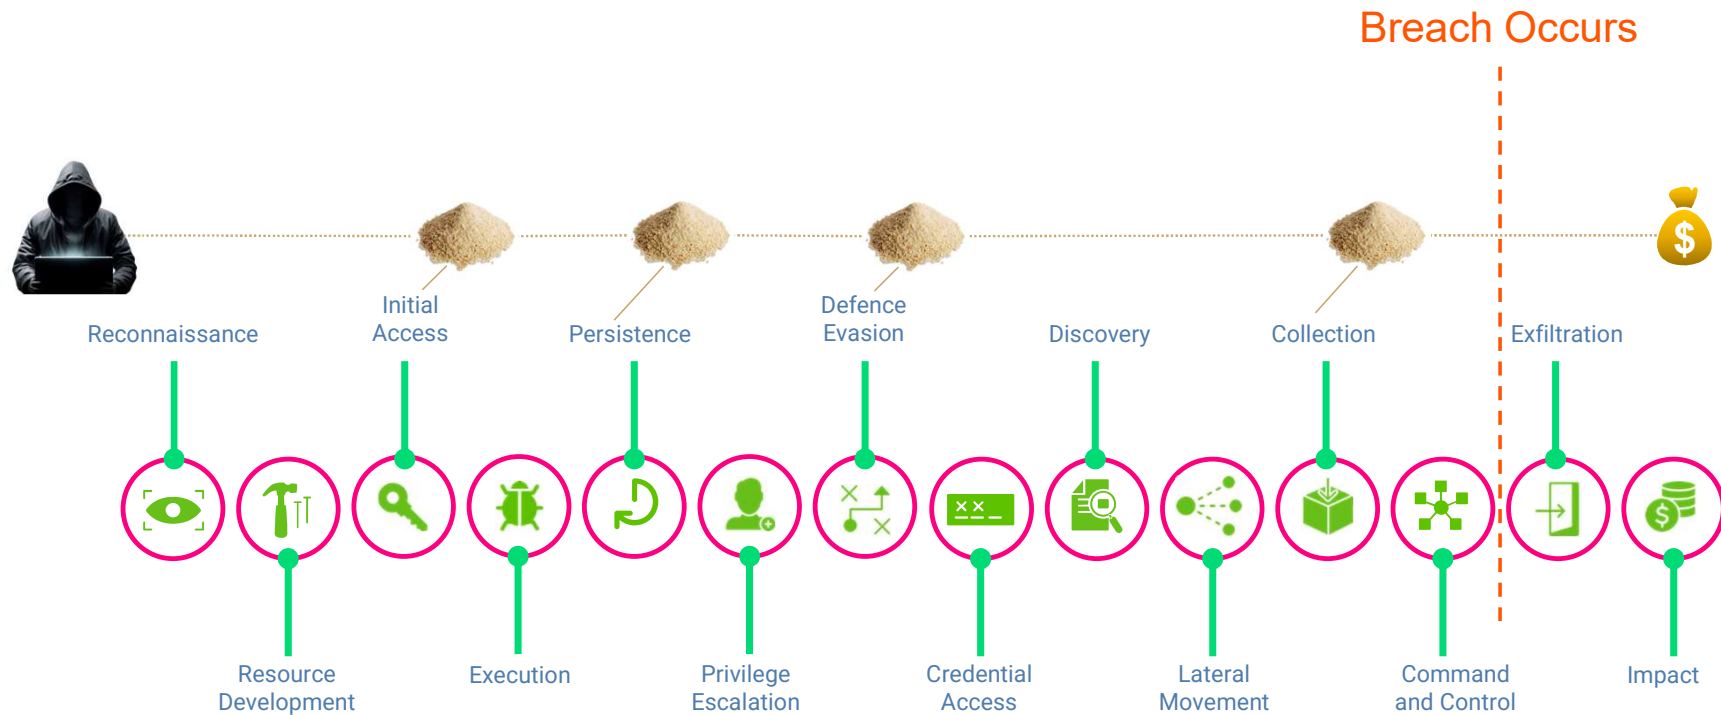 Breach Occurs
Reconnaissance
Initial
Access
Persistence
Defence
Evasion
Discovery
Collection
Exfiltration
$
××
$
Resource
Development
Execution
Privilege
Escalation
Credential
Access
Lateral
Movement
Command
and Control
Impact